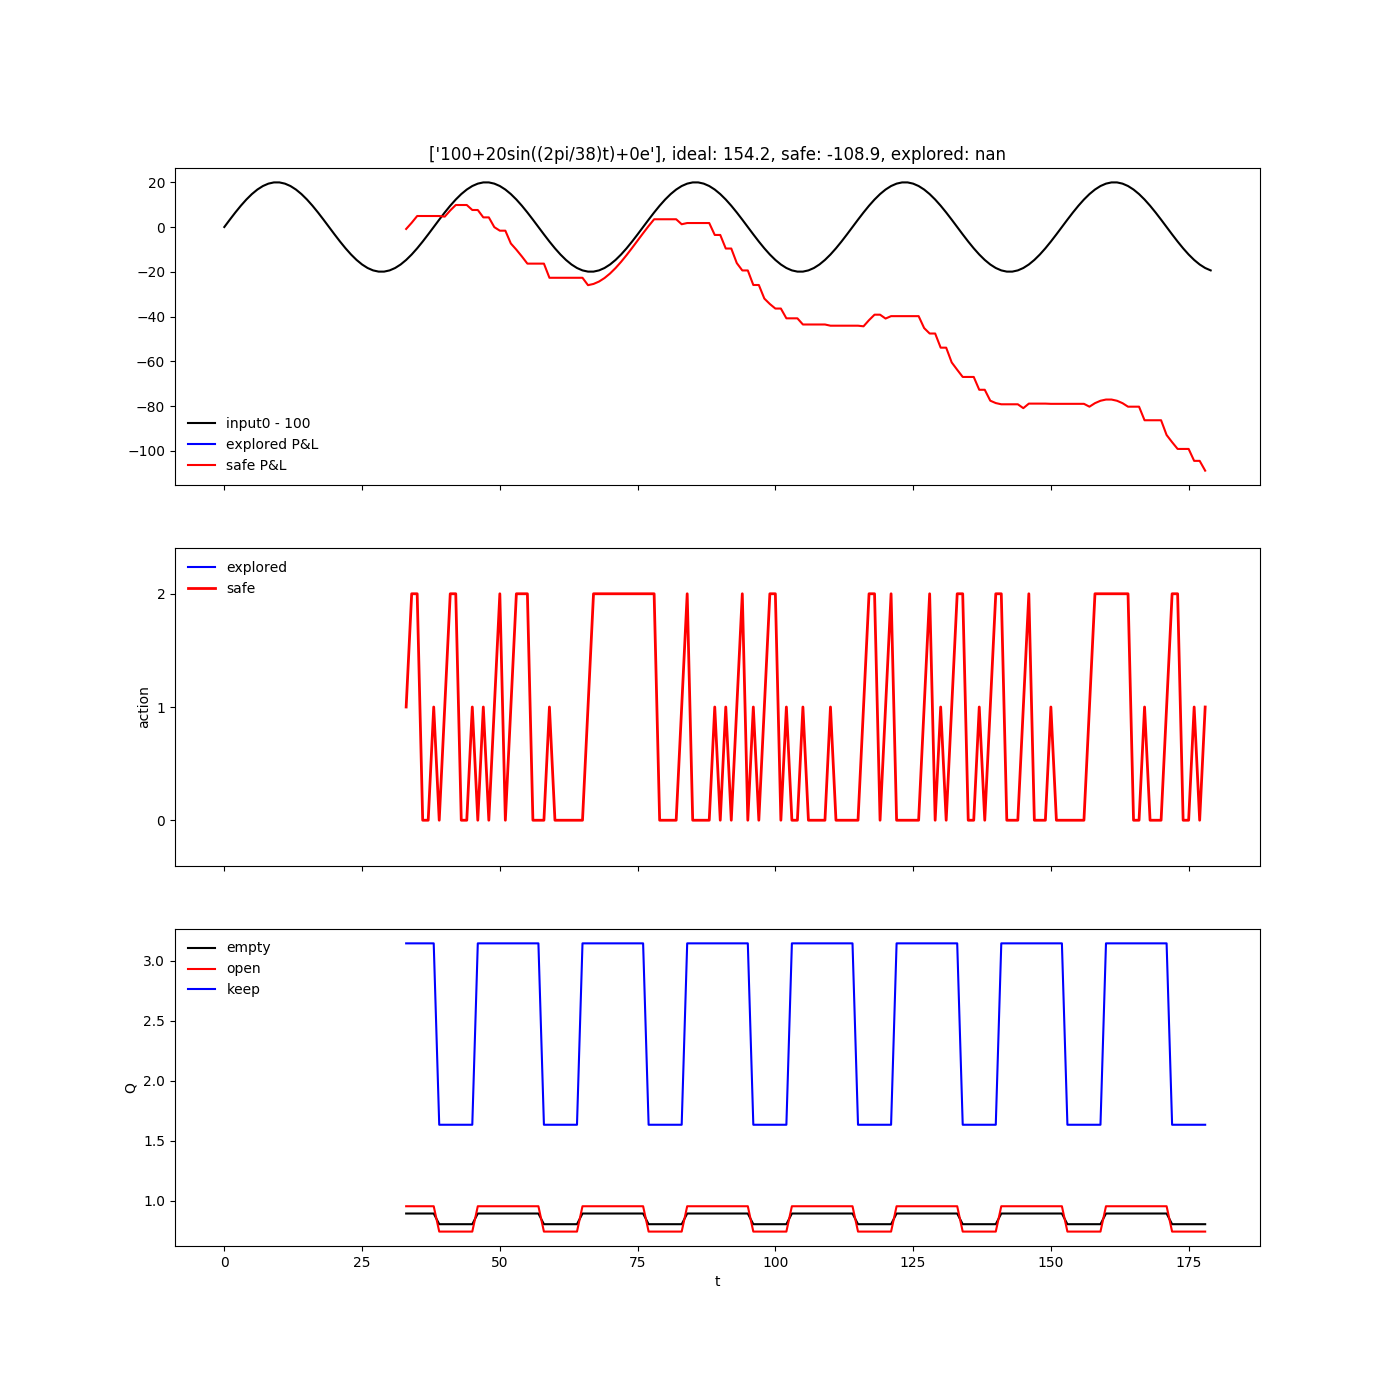 ['100+20sin((2pi/38)t)+0e'], ideal: 154.2, safe: -108.9, explored: nan
20
0
−20
−40
−60
−80
−100
input0 - 100
explored P&L
safe P&L
2
1
0
action
explored
safe
3.0
2.5
2.0
1.5
1.0
Q
empty
open
keep
0
25
50
75
100
125
150
175
t